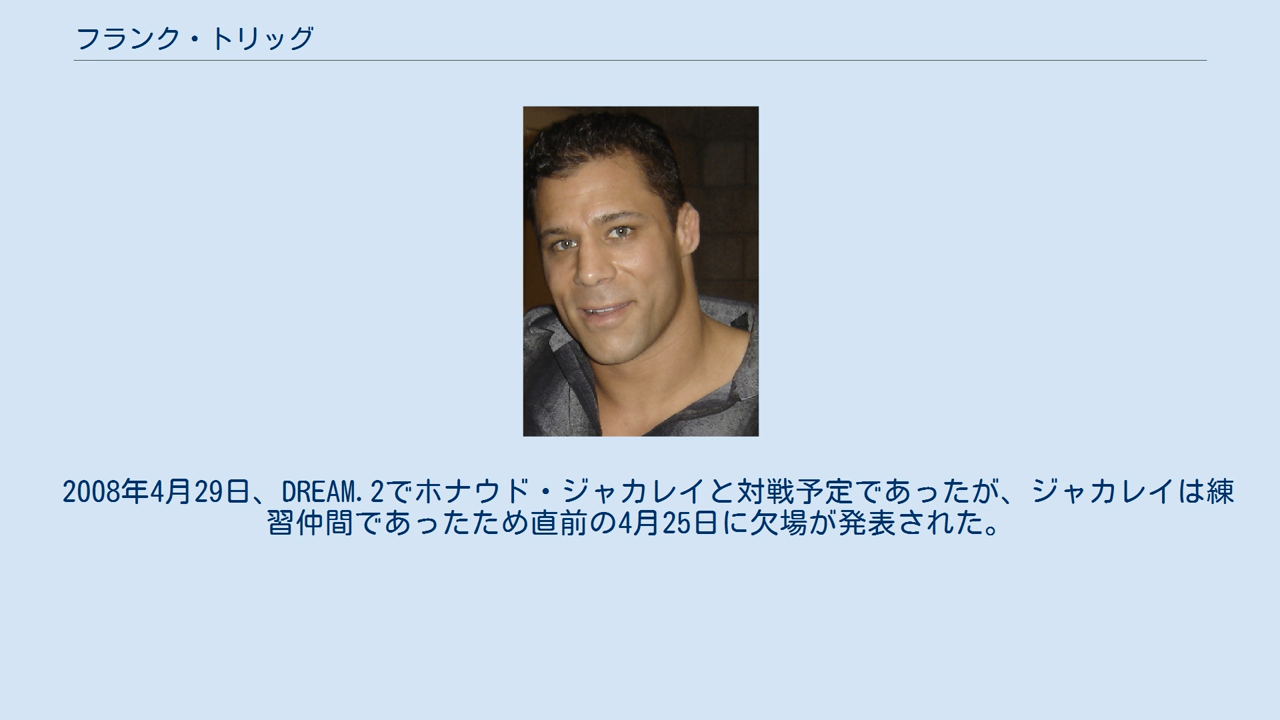 フランク・トリッグ
2008年4月29日、DREAM.2でホナウド・ジャカレイと対戦予定であったが、ジャカレイは練
習仲間であったため直前の4月25日に欠場が発表された。